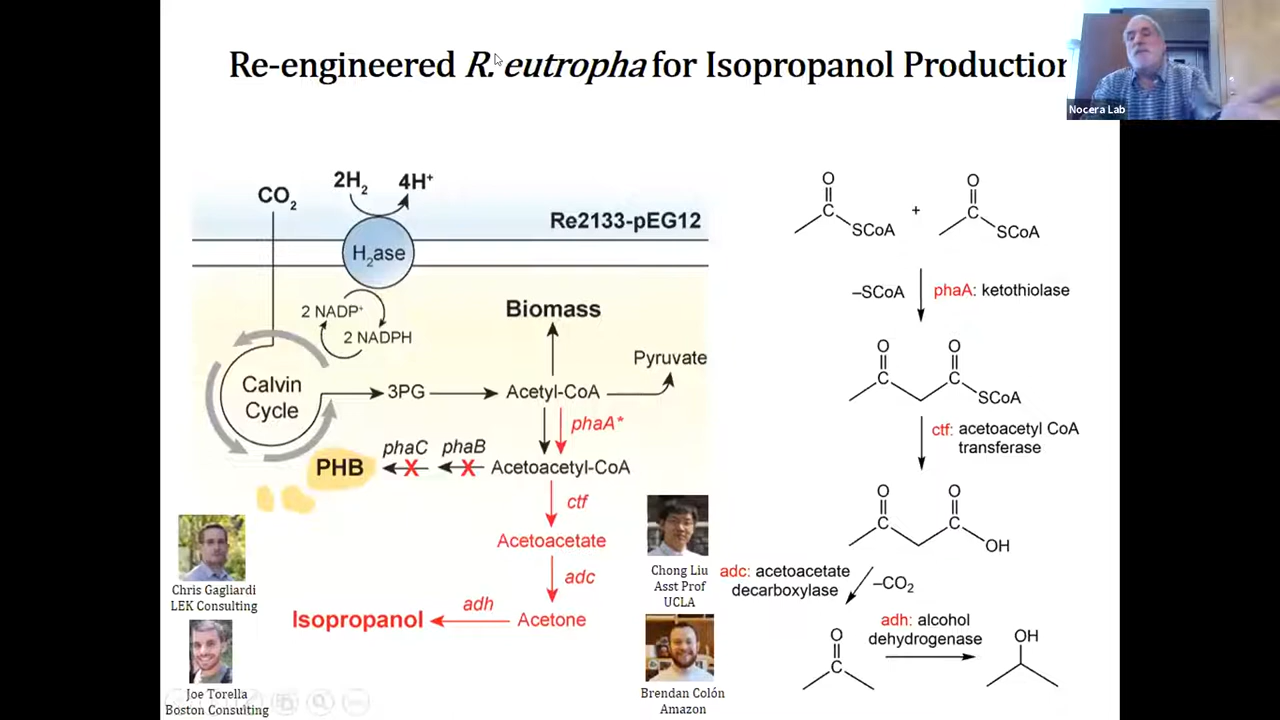 Re-engineered R. eutropha for Isopropanol Production
Nocera Lab
CO2
2H2
4H+
Re2133-pEG12
H2ase
2 NADP+
2 NADPH
Biomass
Pyruvate
Calvin
Cycle
3PG
Acetyl-CoA
phaA*
phaC
phaB
PHB
X
X
Acetoacetyl-CoA
ctf
Acetoacetate
adc
Isopropanol
adh
Acetone
Chris Gagliardi
LEK Consulting
Joe Torella
Boston Consulting
Chong Liu
Asst Prof
UCLA
Brendan Colón
Amazon
O
O
C
SCoA
+
C
SCoA
–SCoA
phaA: ketothiolase
O
O
C
C
SCoA
ctf: acetoacetyl CoA
transferase
O
O
C
C
OH
adc: acetoacetate
decarboxylase
–CO2
adh: alcohol
dehydrogenase
O
C
OH